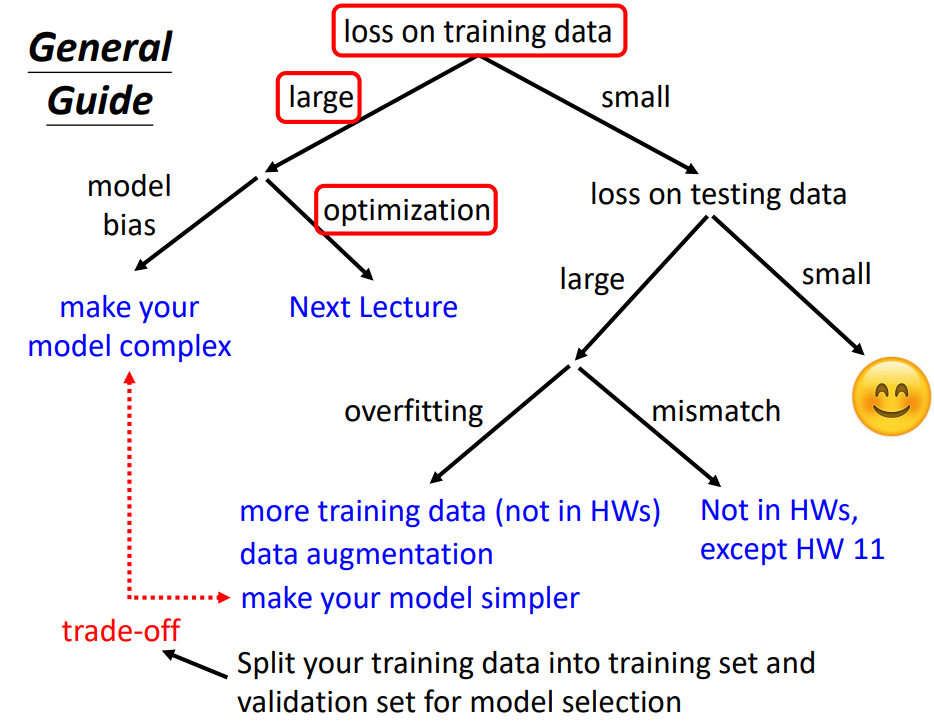 General
Guide
loss on training data
large
small
model
bias
optimization
loss on testing data
make your
model complex
Next Lecture
large
small
overfitting
mismatch
more training data (not in HWs)
data augmentation
make your model simpler
Not in HWs,
except HW 11
trade-off
Split your training data into training set and
validation set for model selection